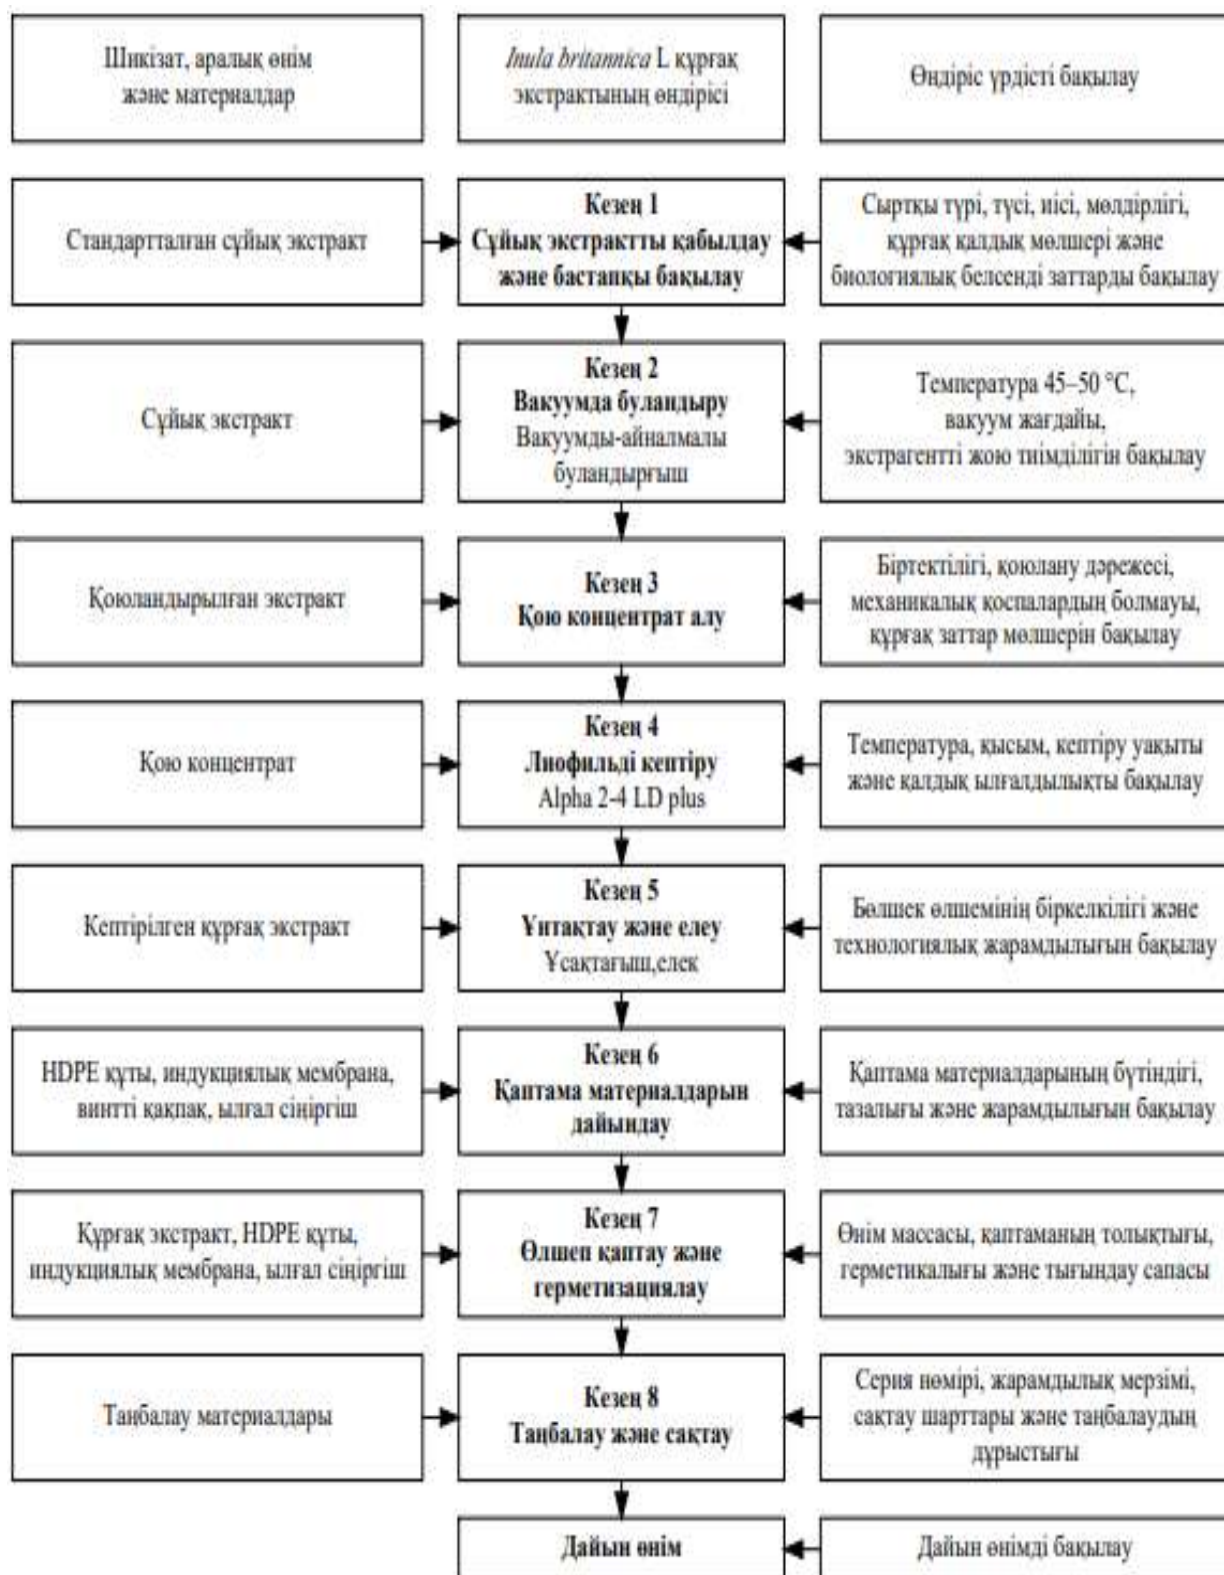 Шикізат, аралық өнім
және материалдар
Inula britannica L құрғақ
экстрактының өндірісі
Өндіріс үрдісті бақылау
Стандартталған сұйық экстракт
Кезең 1
Сұйық экстрактты қабылдау
және бастапқы бақылау
Сыртқы түрі, түсі, иісі, мөлдірлігі,
құрғақ қалдық мөлшері және
биологиялық белсенді заттарды бақылау
Сұйық экстракт
Кезең 2
Вакуумда буландыру
Вакуумды-айналмалы
буландырғыш
Температура 45–50 °C,
вакуум жағдайы,
экстрагентті жою тиімділігін бақылау
Қоюландырылған экстракт
Кезең 3
Қою концентрат алу
Біртектілігі, қоюлану дәрежесі,
механикалық қоспалардың болмауы,
құрғақ заттар мөлшерін бақылау
Қою концентрат
Кезең 4
Лиофильді кептіру
Alpha 2-4 LD plus
Температура, қысым, кептіру уақыты
және қалдық ылғалдылықты бақылау
Кептірілген құрғақ экстракт
Кезең 5
Ұнтақтау және елеу
Ұсақтағыш,елек
Бөлшек өлшемінің біркелкілігі және
технологиялық жарамдылығын бақылау
HDPE құты, индукциялық мембрана,
винтті қақпақ, ылғал сіңіргіш
Кезең 6
Қаптама материалдарын
дайындау
Қаптама материалдарының бүтіндігі,
тазалығы және жарамдылығын бақылау
Құрғақ экстракт, HDPE құты,
индукциялық мембрана, ылғал сіңіргіш
Кезең 7
Өлшеп қаптау және
герметизациялау
Өнім массасы, қаптаманың толықтығы,
герметикалығы және тығындау сапасы
Таңбалау материалдары
Кезең 8
Таңбалау және сақтау
Серия нөмірі, жарамдылық мерзімі,
сақтау шарттары және таңбалаудың
дұрыстығы
Дайын өнім
Дайын өнімді бақылау